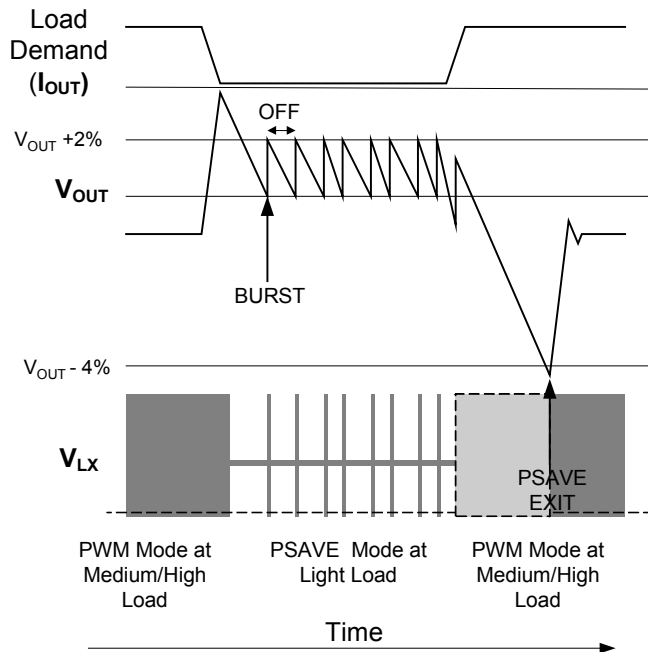 Load
Demand
(IOUT)
OFF
VOUT +2%
VOUT
BURST
VOUT - 4%
VLX
PSAVE
EXIT
PWM Mode at
Medium/High
Load
PSAVE Mode at
Light Load
PWM Mode at
Medium/High
Load
Time